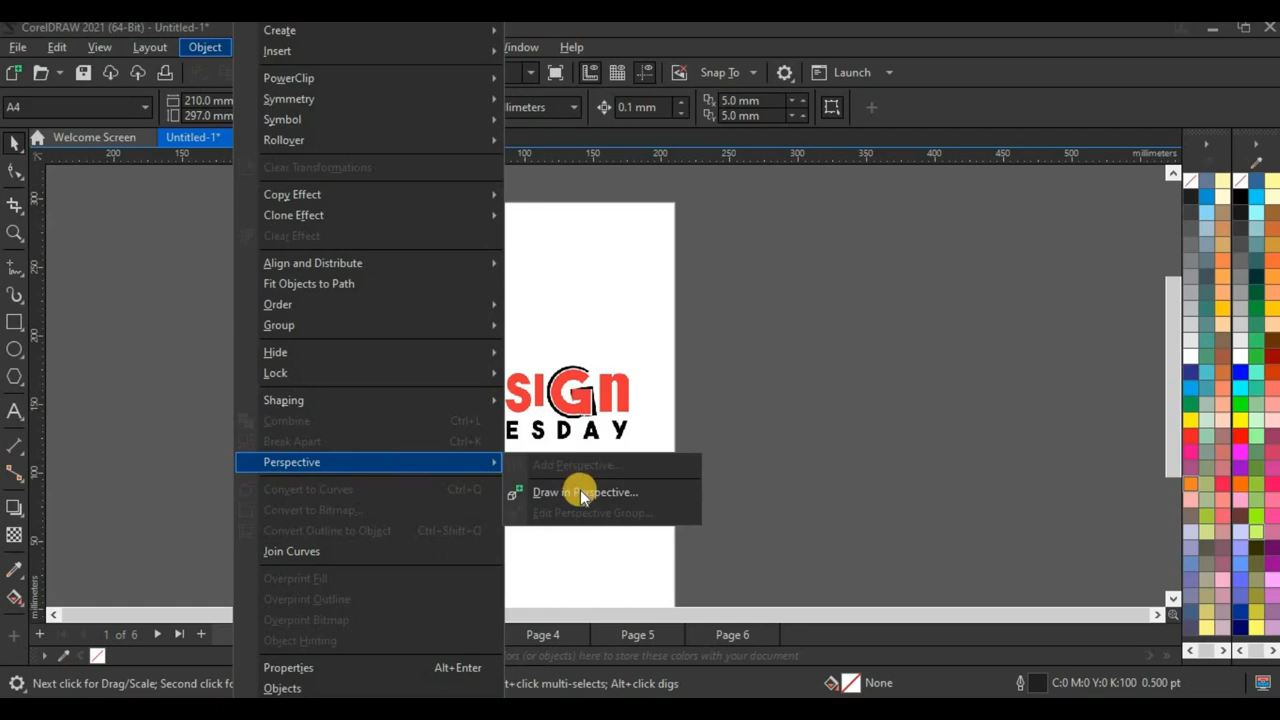 CorelDRAW 2021 (64-Bit) - Untitled-1*
File Edit View Layout Object Window Help
Snap To Launch
A4 210.0 mm 297.0 mm 0.1 mm 5.0 mm 5.0 mm
Welcome Screen Untitled-1*
200 150 100 150 200 250 300 350 400 450 500 millimeters
300
250
200
150
100
50
millimeters
Create
Insert
PowerClip
Symmetry
Symbol
Rollover
Clear Transformations
Copy Effect
Clone Effect
Clear Effect
Align and Distribute
Fit Objects to Path
Order
Group
Hide
Lock
Shaping
Combine Ctrl+L
Break Apart Ctrl+K
Perspective
Convert to Curves Ctrl+Q
Convert to Bitmap...
Convert Outline to Object Ctrl+Shift+Q
Join Curves
Overprint Fill
Overprint Outline
Overprint Bitmap
Object Hinting
Properties Alt+Enter
Objects
Add Perspective...
Draw in Perspective...
Edit Perspective Group...
SIGn
ESDAY
1 of 6 Page 4 Page 5 Page 6
(or objects) here to store these colors with your document
Next click for Drag/Scale; Second click fo t+click multi-selects; Alt+click digs None C:0 M:0 Y:0 K:100 0.500 pt